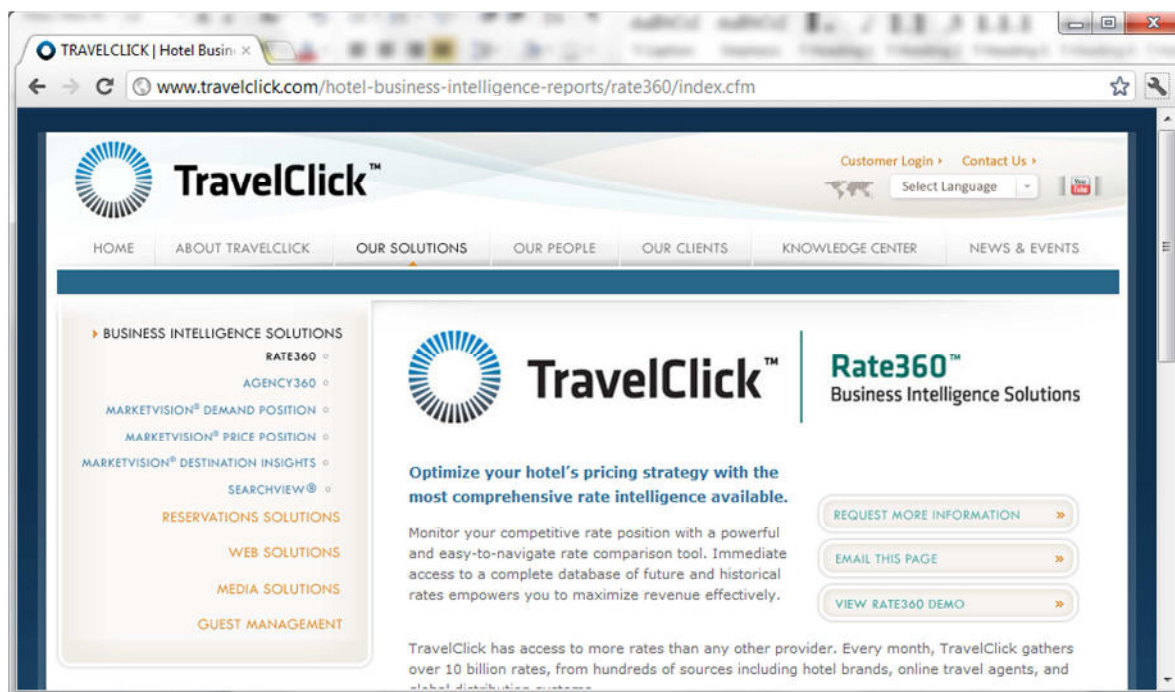 TRAVELCLICK | Hotel Busin
www.travelclick.com/hotel-business-intelligence-reports/rate360/index.cfm
TravelClick™
Customer Login
Contact Us
Select Language
You Tube
HOME
ABOUT TRAVELCLICK
OUR SOLUTIONS
OUR PEOPLE
OUR CLIENTS
KNOWLEDGE CENTER
NEWS & EVENTS
BUSINESS INTELLIGENCE SOLUTIONS
RATE360
AGENCY360
MARKETVISION® DEMAND POSITION
MARKETVISION® PRICE POSITION
MARKETVISION® DESTINATION INSIGHTS
SEARCHVIEW®
RESERVATIONS SOLUTIONS
WEB SOLUTIONS
MEDIA SOLUTIONS
GUEST MANAGEMENT
TravelClick™
Rate360™
Business Intelligence Solutions
Optimize your hotel's pricing strategy with the
most comprehensive rate intelligence available.
Monitor your competitive rate position with a powerful
and easy-to-navigate rate comparison tool. Immediate
access to a complete database of future and historical
rates empowers you to maximize revenue effectively.
REQUEST MORE INFORMATION »
EMAIL THIS PAGE »
VIEW RATE360 DEMO »
TravelClick has access to more rates than any other provider. Every month, TravelClick gathers
over 10 billion rates, from hundreds of sources including hotel brands, online travel agents, and
global distribution systems